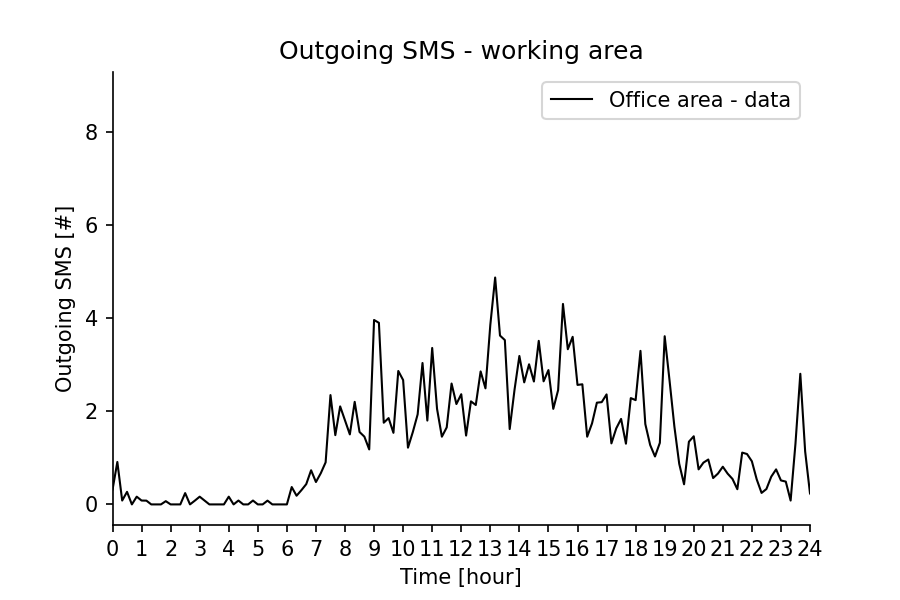 Outgoing SMS - working area
Office area - data
8
6
4
2
0
Outgoing SMS [#]
0 1 2 3 4 5 6 7 8 9 10 11 12 13 14 15 16 17 18 19 20 21 22 23 24
Time [hour]